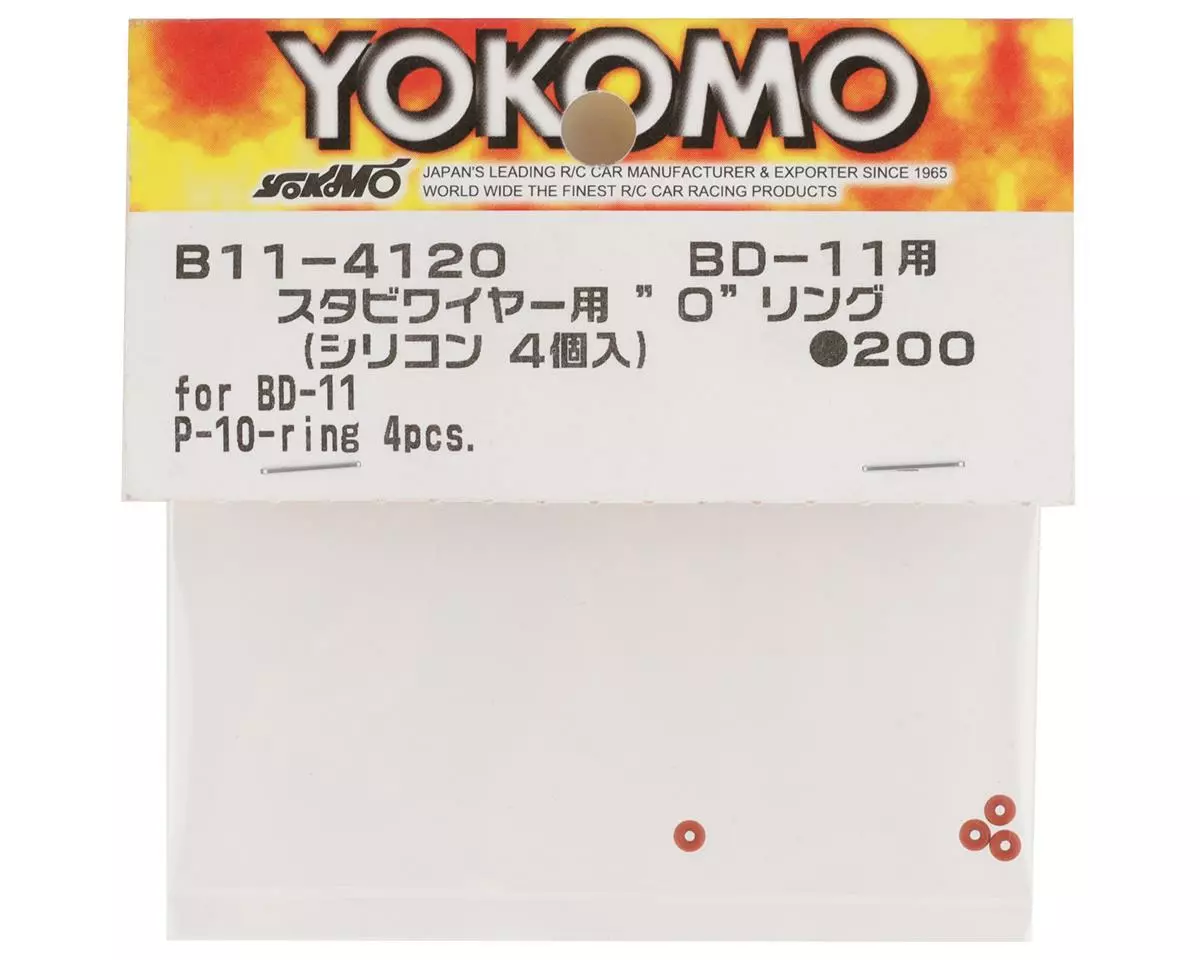 YOKOMO
YOKOMO JAPAN'S LEADING R/C CAR MANUFACTURER & EXPORTER SINCE 1965
WORLD WIDE THE FINEST R/C CAR RACING PRODUCTS
B11-4120 BD-11用
スタビワイヤー用 ” O” リング
(シリコン 4個入) ●200
for BD-11
P-10-ring 4pcs.